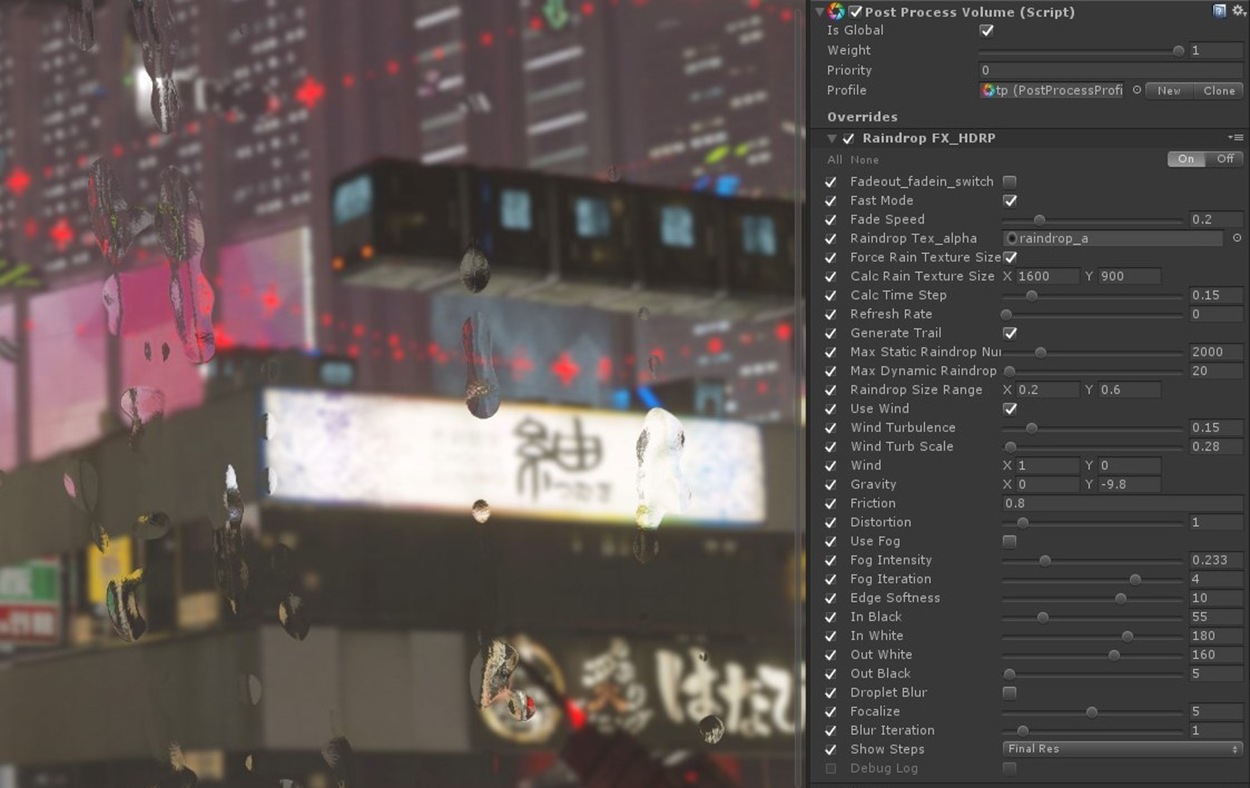 紳
はなび
Post Process Volume (Script)
Is Global
Weight 1
Priority 0
Profile tp (PostProcessProfi New Clone
Overrides
Raindrop FX_HDRP
All None On Off
Fadeout_fadein_switch
Fast Mode
Fade Speed 0.2
Raindrop Tex_alpha raindrop_a
Force Rain Texture Size
Calc Rain Texture Size X 1600 Y 900
Calc Time Step 0.15
Refresh Rate 0
Generate Trail
Max Static Raindrop Nu 2000
Max Dynamic Raindrop 20
Raindrop Size Range X 0.2 Y 0.6
Use Wind
Wind Turbulence 0.15
Wind Turb Scale 0.28
Wind X 1 Y 0
Gravity X 0 Y -9.8
Friction 0.8
Distortion 1
Use Fog
Fog Intensity 0.233
Fog Iteration 4
Edge Softness 10
In Black 55
In White 180
Out White 160
Out Black 5
Droplet Blur
Focalize 5
Blur Iteration 1
Show Steps Final Res
Debug Log